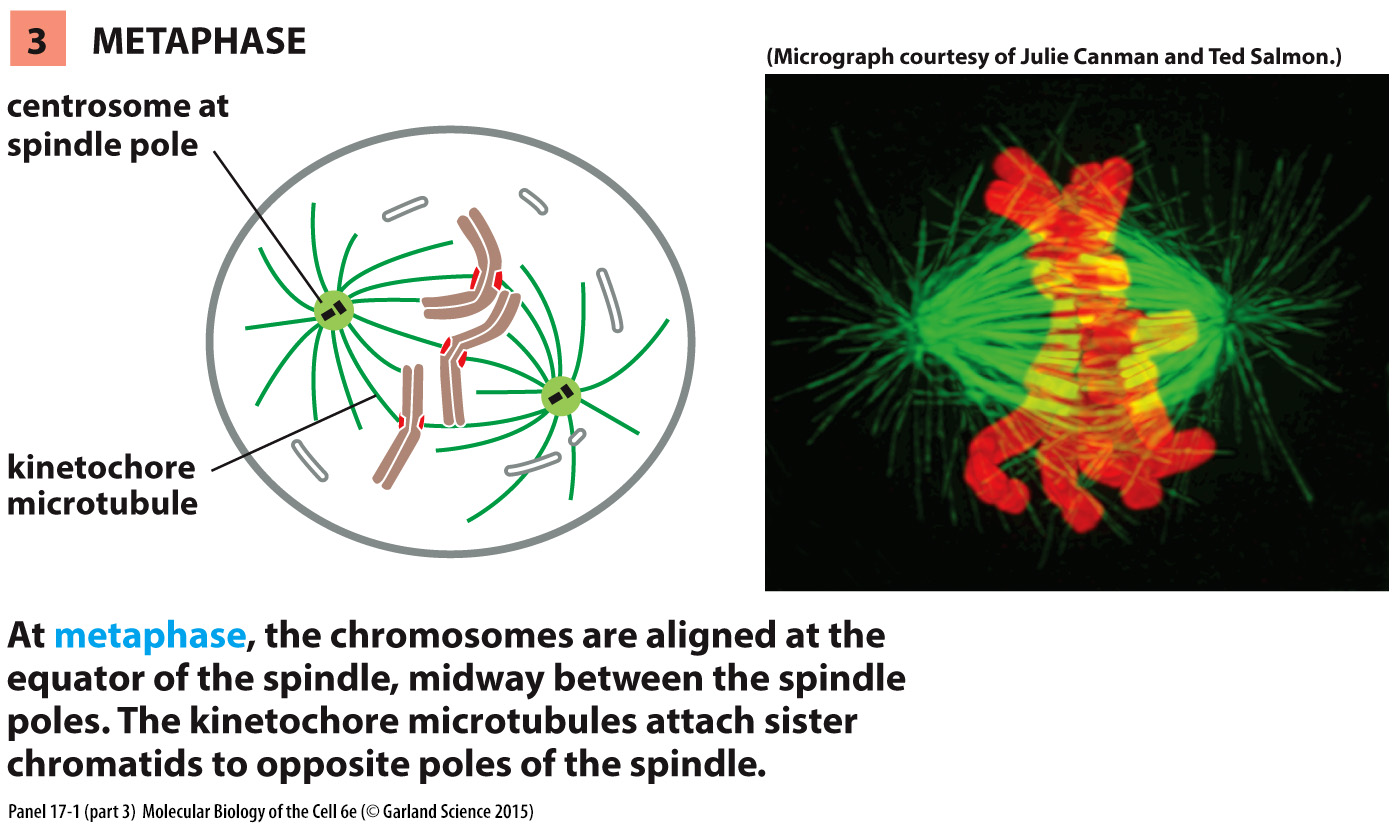 3 METAPHASE
(Micrograph courtesy of Julie Canman and Ted Salmon.)
centrosome at
spindle pole
kinetochore
microtubule
At metaphase, the chromosomes are aligned at the
equator of the spindle, midway between the spindle
poles. The kinetochore microtubules attach sister
chromatids to opposite poles of the spindle.
Panel 17-1 (part 3) Molecular Biology of the Cell 6e (© Garland Science 2015)